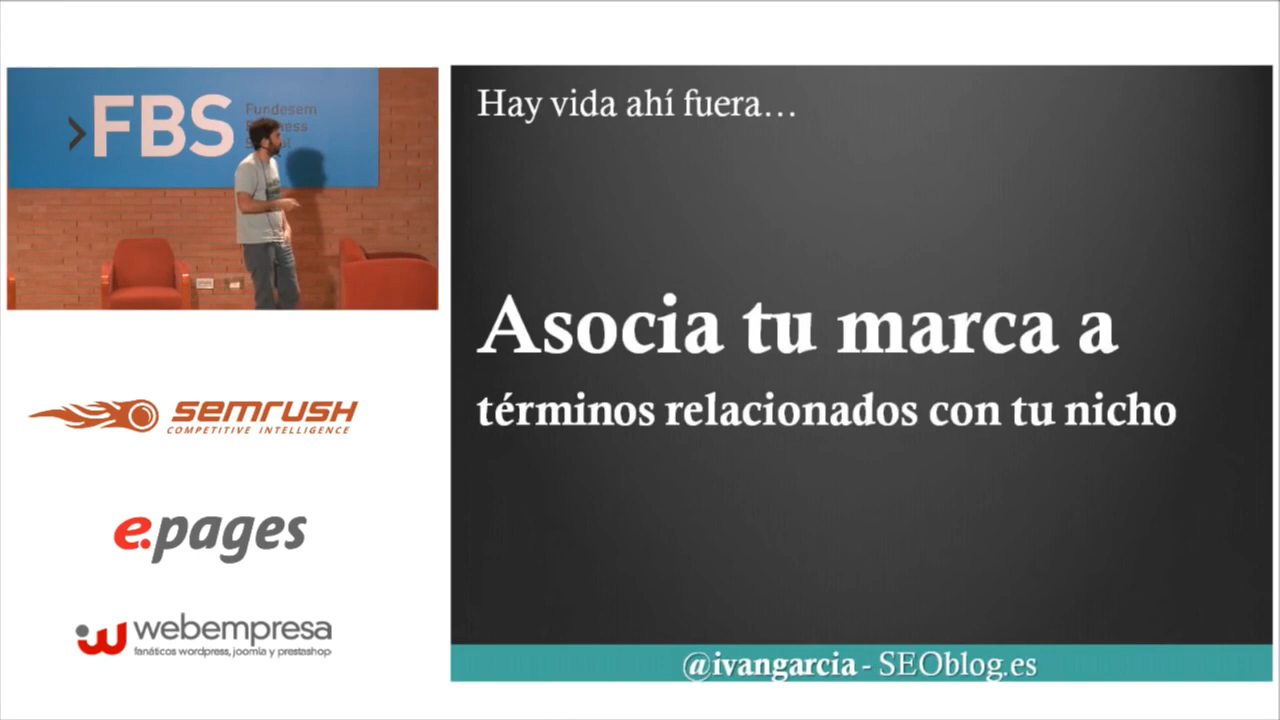 FBS
Fundesem
Hay vida ahí fuera...
Asocia tu marca a
términos relacionados con tu nicho
semrush
COMPETITIVE INTELLIGENCE
e.pages
webempresa
fanáticos wordpress, joomla y prestashop
@ivangarcia - SEOblog.es